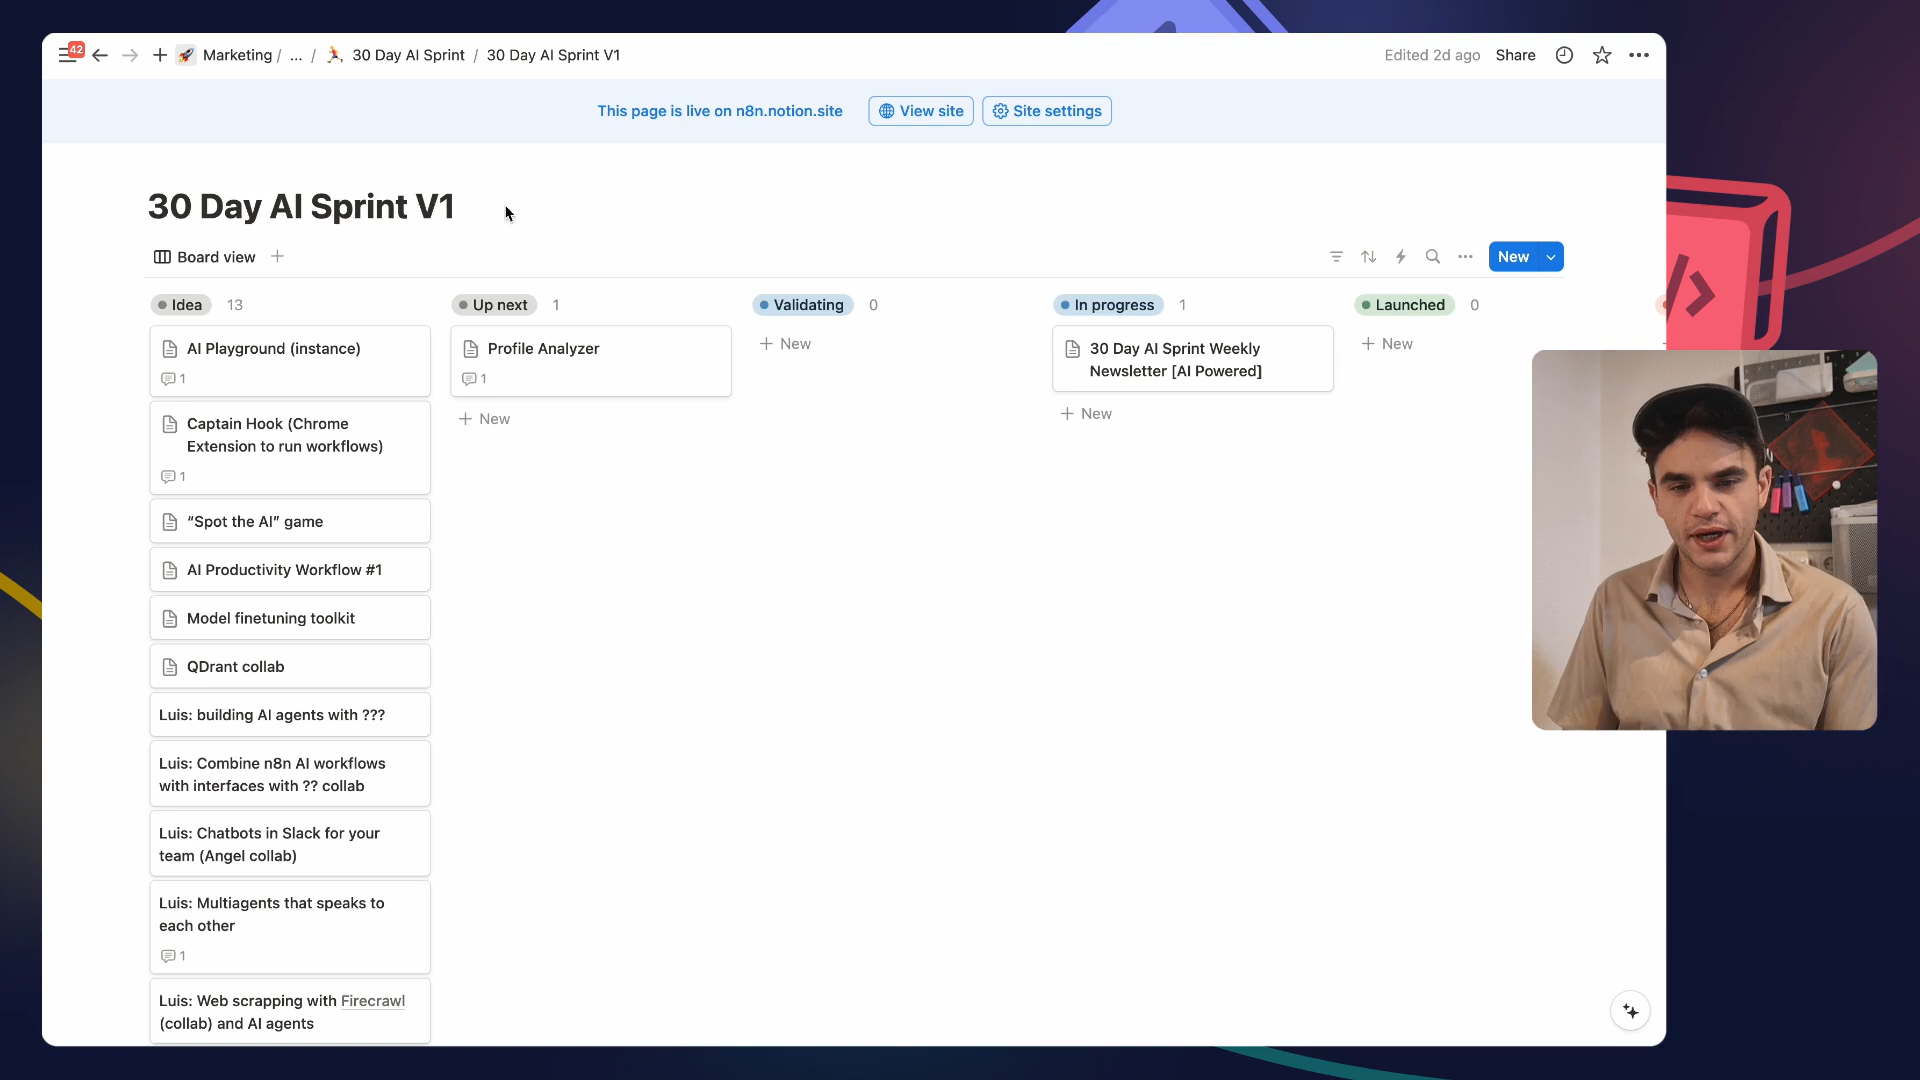 42
Marketing / ... / 30 Day AI Sprint / 30 Day AI Sprint V1
Edited 2d ago Share
This page is live on n8n.notion.site View site Site settings
30 Day AI Sprint V1
Board view
New
Idea 13
AI Playground (instance)
1
Captain Hook (Chrome
Extension to run workflows)
1
“Spot the AI” game
AI Productivity Workflow #1
Model finetuning toolkit
QDrant collab
Luis: building AI agents with ???
Luis: Combine n8n AI workflows
with interfaces with ?? collab
Luis: Chatbots in Slack for your
team (Angel collab)
Luis: Multiagents that speaks to
each other
1
Luis: Web scrapping with Firecrawl
(collab) and AI agents
Up next 1
Profile Analyzer
1
New
Validating 0
New
In progress 1
30 Day AI Sprint Weekly
Newsletter [AI Powered]
New
Launched 0
New